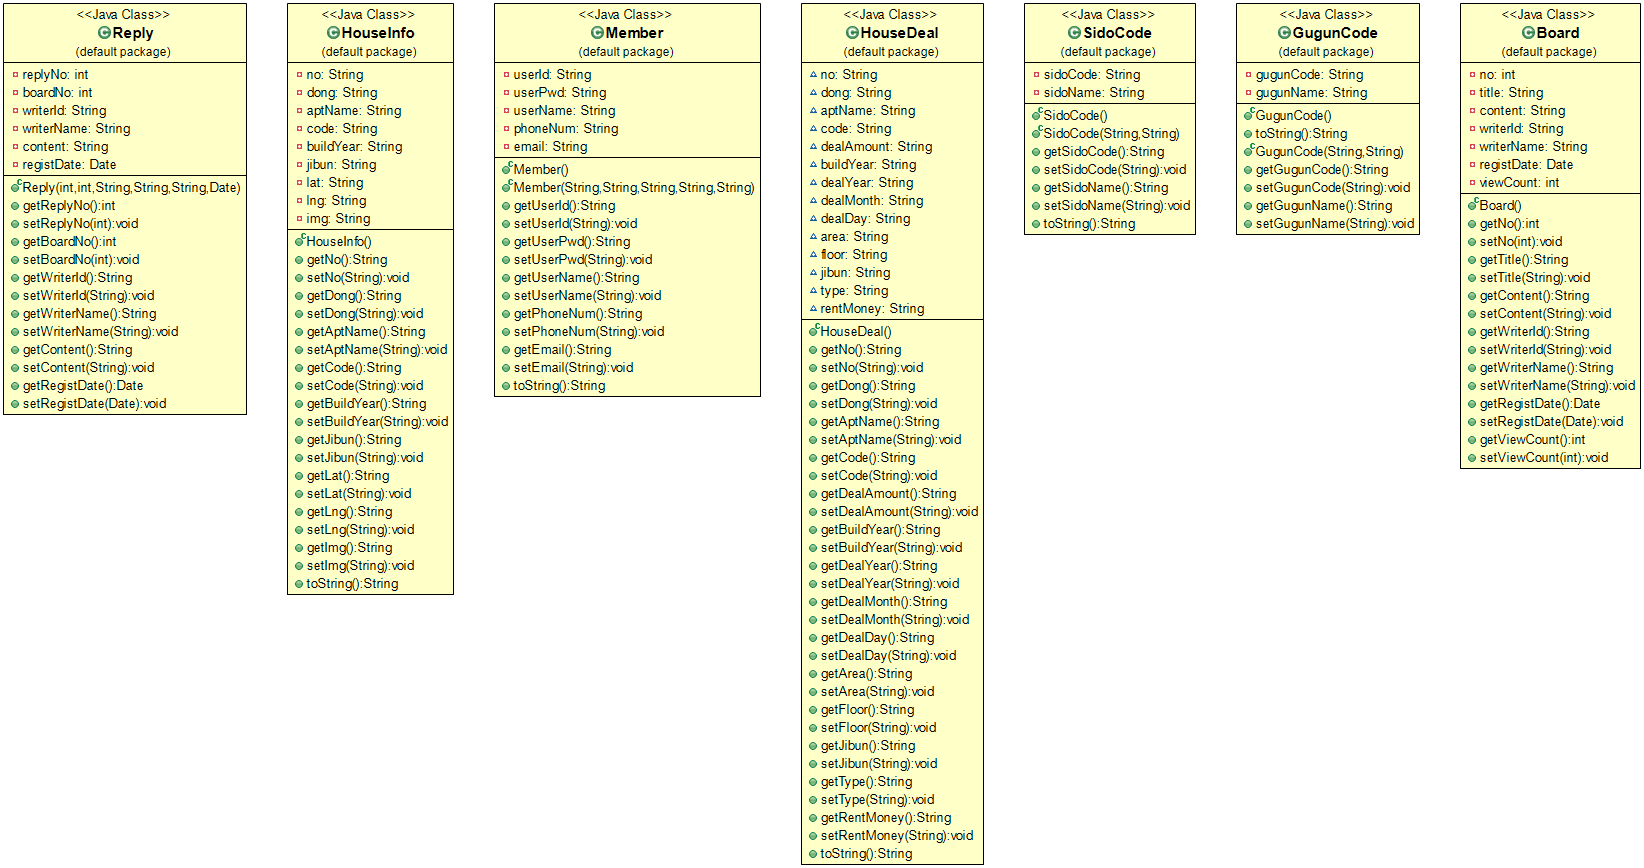 <<Java Class>>
Reply
(default package)
replyNo: int
boardNo: int
writerId: String
writerName: String
content: String
registDate: Date
Reply(int,int,String,String,String,Date)
getReplyNo():int
setReplyNo(int):void
getBoardNo():int
setBoardNo(int):void
getWriterId():String
setWriterId(String):void
getWriterName():String
setWriterName(String):void
getContent():String
setContent(String):void
getRegistDate():Date
setRegistDate(Date):void
<<Java Class>>
HouseInfo
(default package)
no: String
dong: String
aptName: String
code: String
buildYear: String
jibun: String
lat: String
lng: String
img: String
HouseInfo()
getNo():String
setNo(String):void
getDong():String
setDong(String):void
getAptName():String
setAptName(String):void
getCode():String
setCode(String):void
getBuildYear():String
setBuildYear(String):void
getJibun():String
setJibun(String):void
getLat():String
setLat(String):void
getLng():String
setLng(String):void
getImg():String
setImg(String):void
toString():String
<<Java Class>>
Member
(default package)
userId: String
userPwd: String
userName: String
phoneNum: String
email: String
Member()
Member(String,String,String,String,String)
getUserId():String
setUserId(String):void
getUserPwd():String
setUserPwd(String):void
getUserName():String
setUserName(String):void
getPhoneNum():String
setPhoneNum(String):void
getEmail():String
setEmail(String):void
toString():String
<<Java Class>>
HouseDeal
(default package)
no: String
dong: String
aptName: String
code: String
dealAmount: String
buildYear: String
dealYear: String
dealMonth: String
dealDay: String
area: String
floor: String
jibun: String
type: String
rentMoney: String
HouseDeal()
getNo():String
setNo(String):void
getDong():String
setDong(String):void
getAptName():String
setAptName(String):void
getCode():String
setCode(String):void
getDealAmount():String
setDealAmount(String):void
getBuildYear():String
setBuildYear(String):void
getDealYear():String
setDealYear(String):void
getDealMonth():String
setDealMonth(String):void
getDealDay():String
setDealDay(String):void
getArea():String
setArea(String):void
getFloor():String
setFloor(String):void
getJibun():String
setJibun(String):void
getType():String
setType(String):void
getRentMoney():String
setRentMoney(String):void
toString():String
<<Java Class>>
SidoCode
(default package)
sidoCode: String
sidoName: String
SidoCode()
SidoCode(String,String)
getSidoCode():String
setSidoCode(String):void
getSidoName():String
setSidoName(String):void
toString():String
<<Java Class>>
GugunCode
(default package)
gugunCode: String
gugunName: String
GugunCode()
toString():String
GugunCode(String,String)
getGugunCode():String
setGugunCode(String):void
getGugunName():String
setGugunName(String):void
<<Java Class>>
Board
(default package)
no: int
title: String
content: String
writerId: String
writerName: String
registDate: Date
viewCount: int
Board()
getNo():int
setNo(int):void
getTitle():String
setTitle(String):void
getContent():String
setContent(String):void
getWriterId():String
setWriterId(String):void
getWriterName():String
setWriterName(String):void
getRegistDate():Date
setRegistDate(Date):void
getViewCount():int
setViewCount(int):void